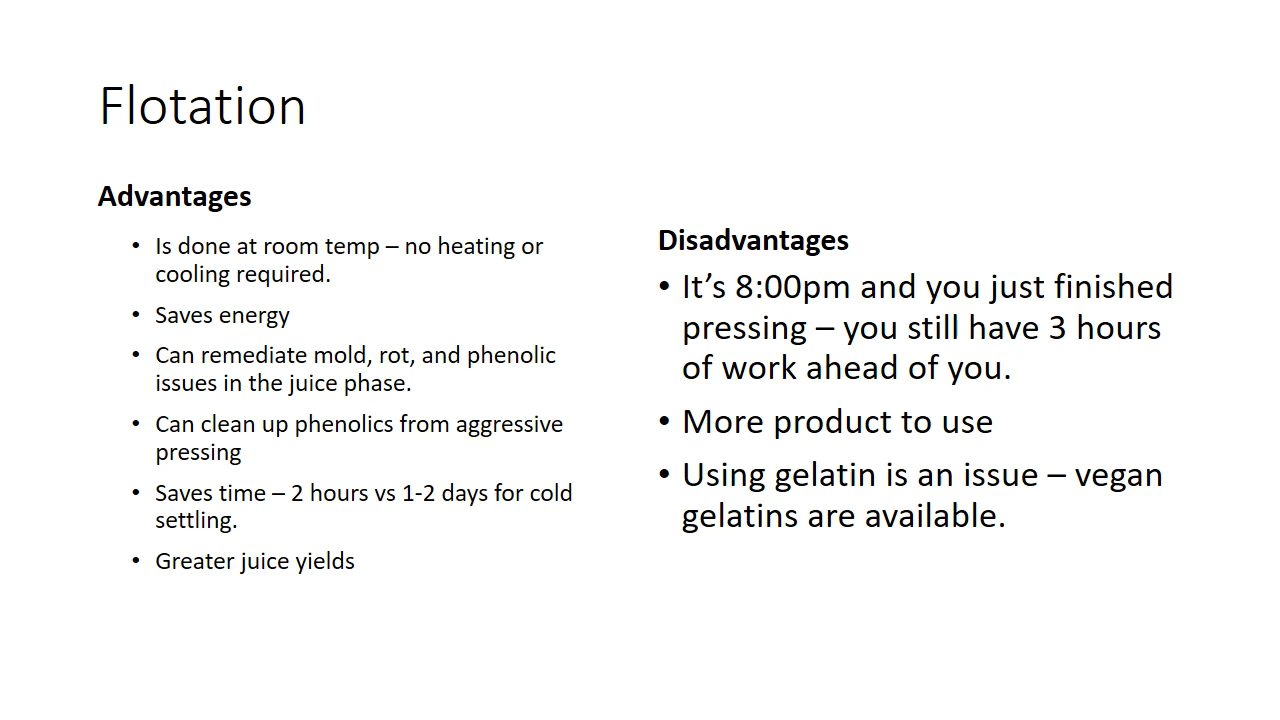 Flotation
Advantages
• Is done at room temp – no heating or
cooling required.
• Saves energy
• Can remediate mold, rot, and phenolic
issues in the juice phase.
• Can clean up phenolics from aggressive
pressing
• Saves time – 2 hours vs 1-2 days for cold
settling.
• Greater juice yields
Disadvantages
• It’s 8:00pm and you just finished
pressing – you still have 3 hours
of work ahead of you.
• More product to use
• Using gelatin is an issue – vegan
gelatins are available.